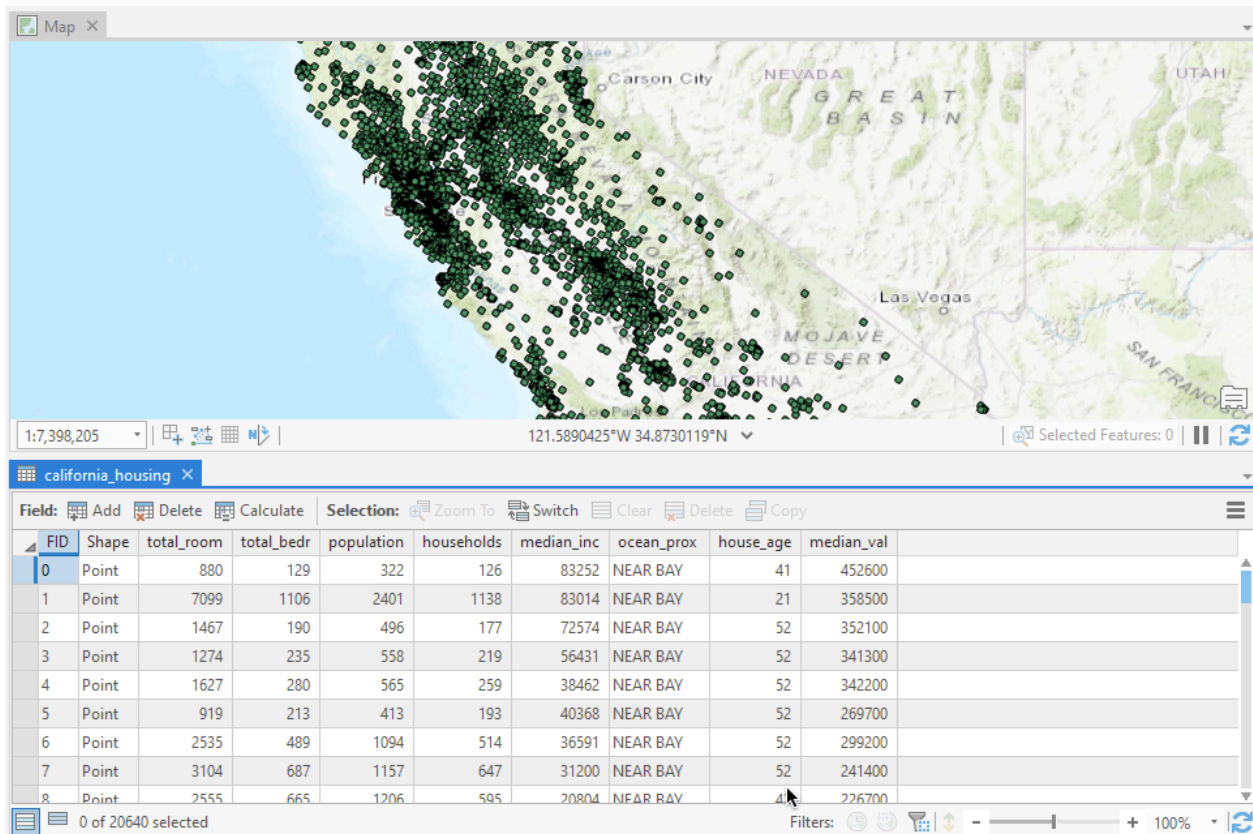 Map
Carson City
NEVADA
UTAH
GREAT
BASIN
Las Vegas
MOJAVE
DESERT
CALIFORNIA
Los Padr
SAN FRANCISCO
1:7,398,205
121.5890425°W 34.8730119°N
Selected Features: 0
california_housing
Field: Add Delete Calculate Selection: Zoom To Switch Clear Delete Copy
FID Shape total_room total_bedr population households median_inc ocean_prox house_age median_val
0 Point 880 129 322 126 83252 NEAR BAY 41 452600
1 Point 7099 1106 2401 1138 83014 NEAR BAY 21 358500
2 Point 1467 190 496 177 72574 NEAR BAY 52 352100
3 Point 1274 235 558 219 56431 NEAR BAY 52 341300
4 Point 1627 280 565 259 38462 NEAR BAY 52 342200
5 Point 919 213 413 193 40368 NEAR BAY 52 269700
6 Point 2535 489 1094 514 36591 NEAR BAY 52 299200
7 Point 3104 687 1157 647 31200 NEAR BAY 52 241400
8 Point 2555 665 1206 595 20804 NEAR BAY 226700
0 of 20640 selected
Filters:
- + 100%